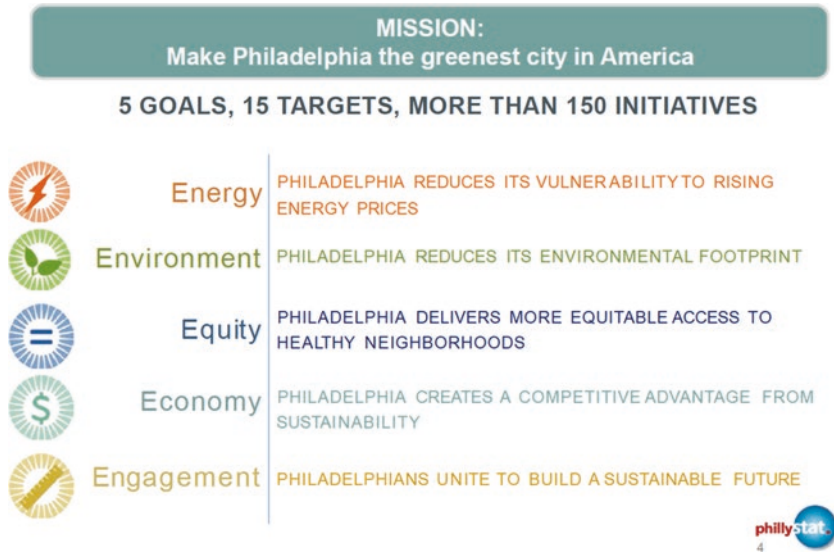 MISSION:
Make Philadelphia the greenest city in America
5 GOALS, 15 TARGETS, MORE THAN 150 INITIATIVES
Energy
PHILADELPHIA REDUCES ITS VULNERABILITY TO RISING
ENERGY PRICES
Environment
PHILADELPHIA REDUCES ITS ENVIRONMENTAL FOOTPRINT
=
Equity
PHILADELPHIA DELIVERS MORE EQUITABLE ACCESS TO
HEALTHY NEIGHBORHOODS
$
Economy
PHILADELPHIA CREATES A COMPETITIVE ADVANTAGE FROM
SUSTAINABILITY
Engagement
PHILADELPHIANS UNITE TO BUILD A SUSTAINABLE FUTURE
phillystat
4